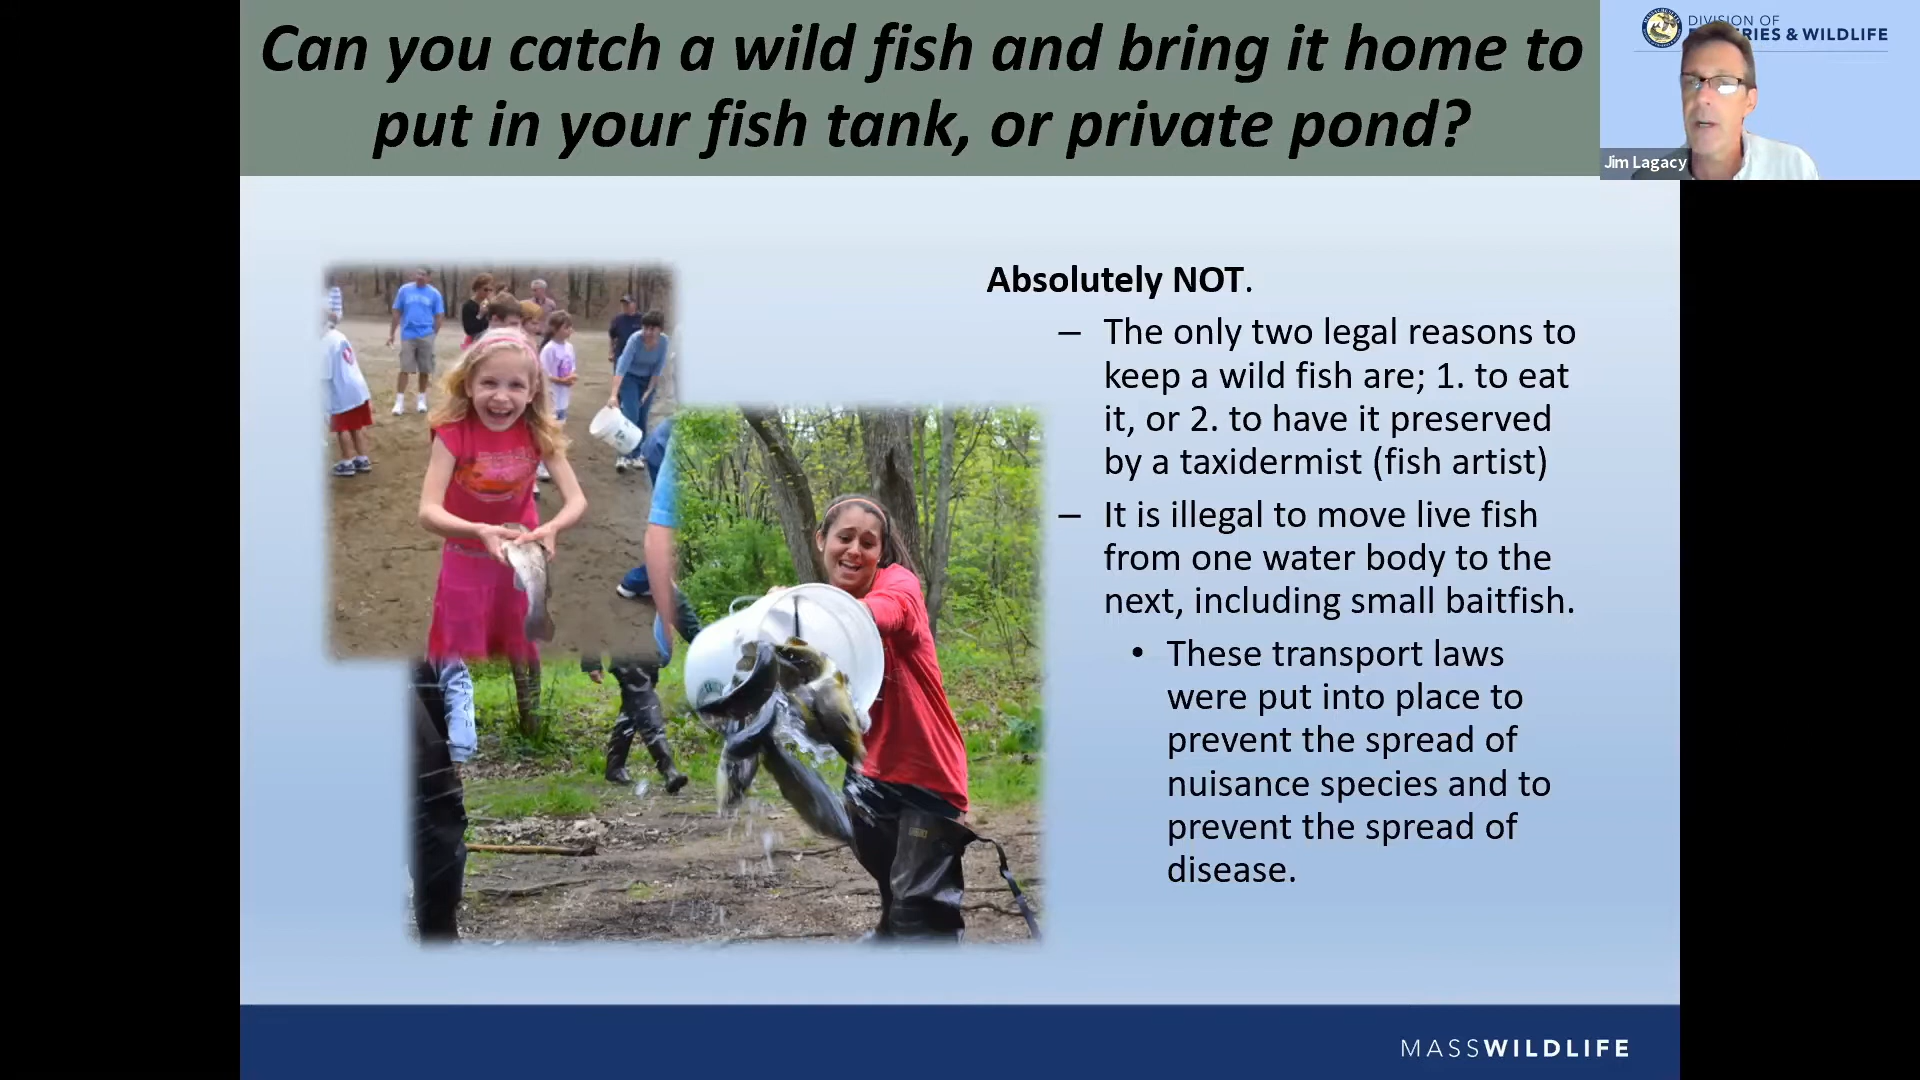 Can you catch a wild fish and bring it home to
put in your fish tank, or private pond?
DIVISION OF
ERIES & WILDLIFE
Jim Lagacy
Absolutely NOT.
– The only two legal reasons to
keep a wild fish are; 1. to eat
it, or 2. to have it preserved
by a taxidermist (fish artist)
– It is illegal to move live fish
from one water body to the
next, including small baitfish.
• These transport laws
were put into place to
prevent the spread of
nuisance species and to
prevent the spread of
disease.
MASSWILDLIFE